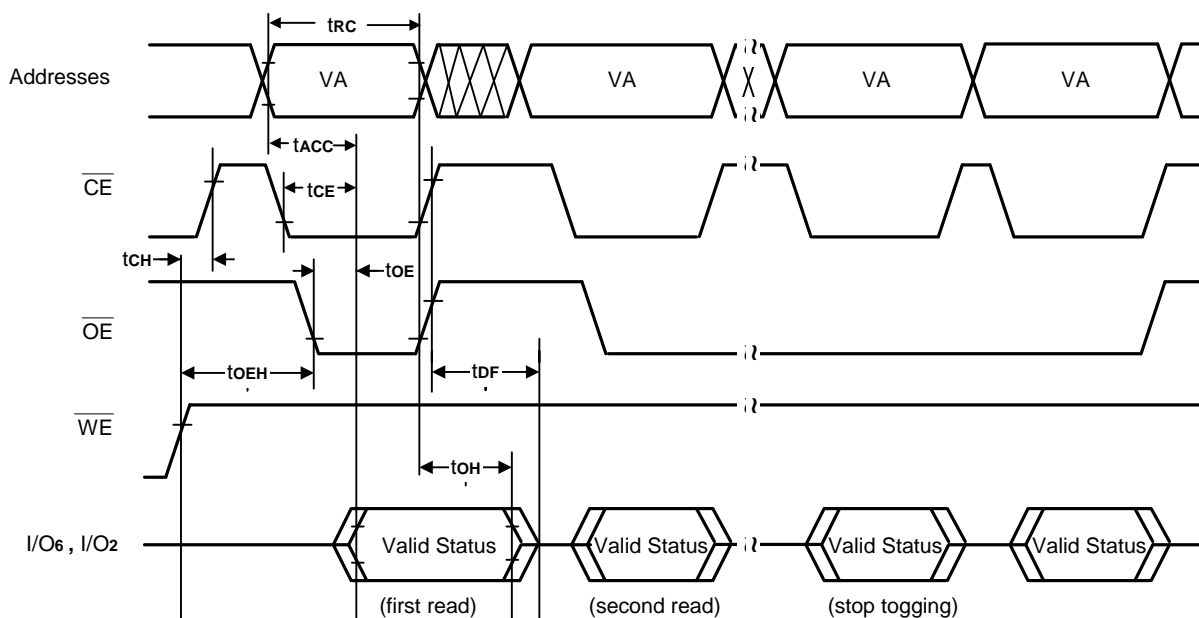 tRC
Addresses VA VA VA VA
tACC
CE
tCE
tCH
tOE
OE
tOEH
tDF
WE
tOH
I/O6 , I/O2
Valid Status Valid Status Valid Status Valid Status
(first read) (second read) (stop togging)